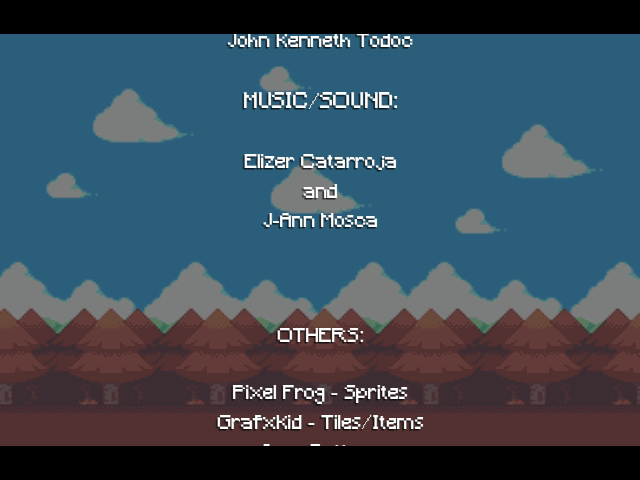 John Kenneth Todoc
MUSIC/SOUND:
Elizer Catarroja
and
J-Ann Mosca
OTHERS:
Pixel Frog - Sprites
GrafxKid - Tiles/Items